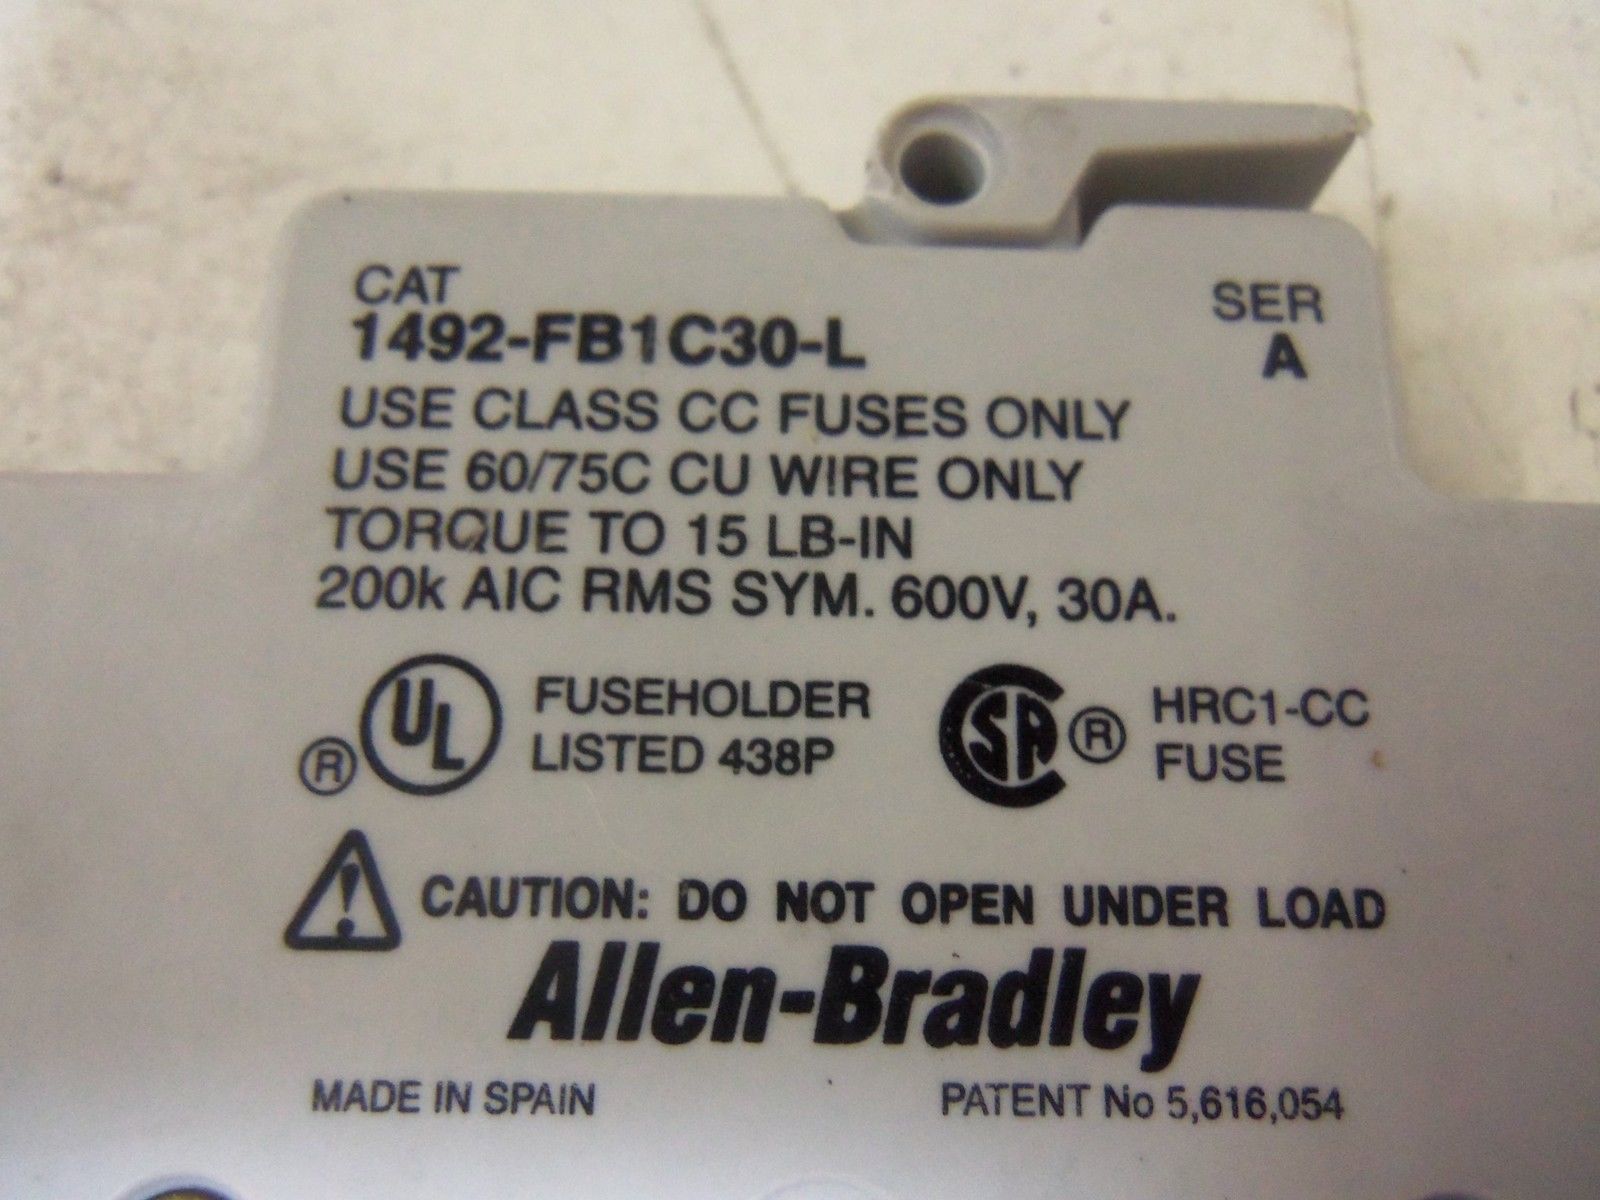 CAT
SER
1492-FB1C30-L
A
USE CLASS CC FUSES ONLY
USE 60/75C CU WIRE ONLY
TORQUE TO 15 LB-IN
200k AIC RMS SYM. 600V, 30A.
® UL FUSEHOLDER
LISTED 438P
SA ® HRC1-CC
FUSE
CAUTION: DO NOT OPEN UNDER LOAD
Allen-Bradley
MADE IN SPAIN
PATENT No 5,616,054